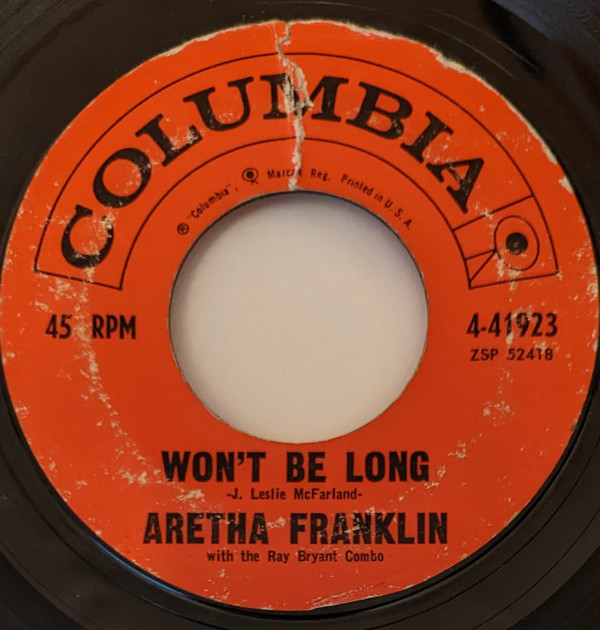 COLUMBIA
® "Columbia". Marcas Reg. Printed in U. S. A.
45 RPM
4-41923
ZSP 52418
WON'T BE LONG
-J. Leslie McFarland-
ARETHA FRANKLIN
with the Ray Bryant Combo